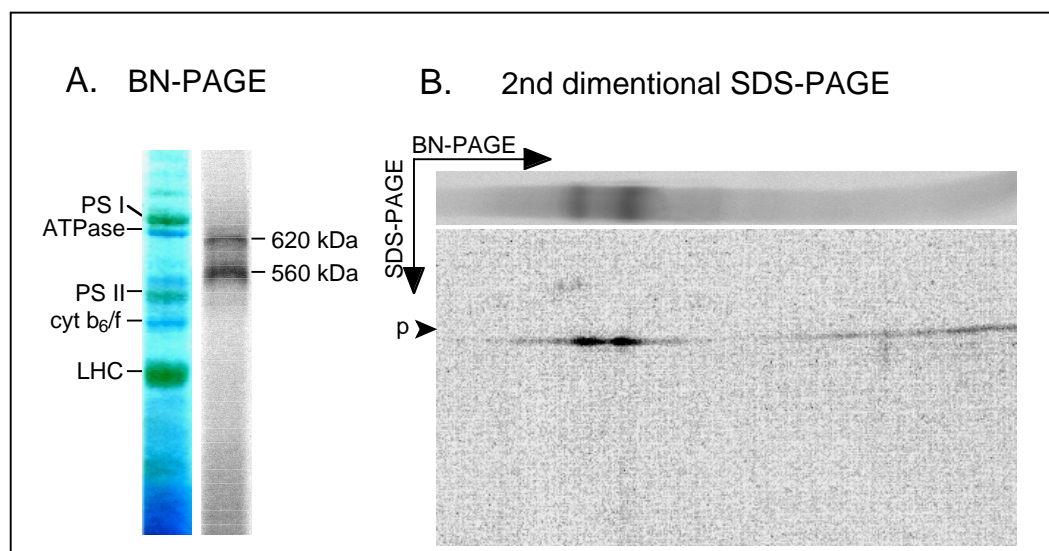 A. BN-PAGE
B. 2nd dimentional SDS-PAGE
PS I
ATPase
PS II
cyt b₆/f
LHC
620 kDa
560 kDa
BN-PAGE
SDS-PAGE
p